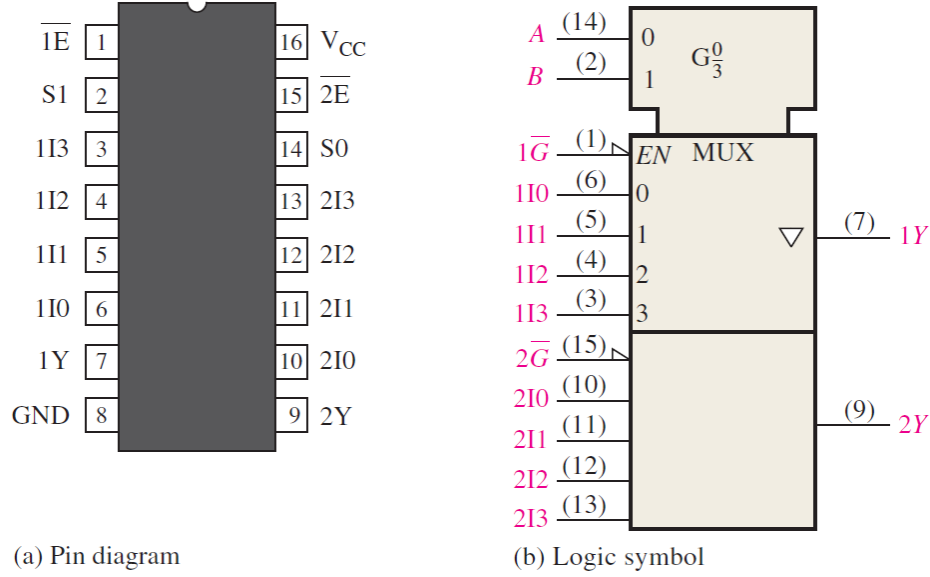 1E̅ 1 16 VCC
S1 2 15 2E̅
1I3 3 14 S0
1I2 4 13 2I3
1I1 5 12 2I2
1I0 6 11 2I1
1Y 7 10 2I0
GND 8 9 2Y
(a) Pin diagram
A (14) 0 G 0/3
B (2) 1
1G̅ (1) EN MUX
1I0 (6) 0
1I1 (5) 1 (7) 1Y
1I2 (4) 2
1I3 (3) 3
2G̅ (15)
2I0 (10) (9) 2Y
2I1 (11)
2I2 (12)
2I3 (13)
(b) Logic symbol